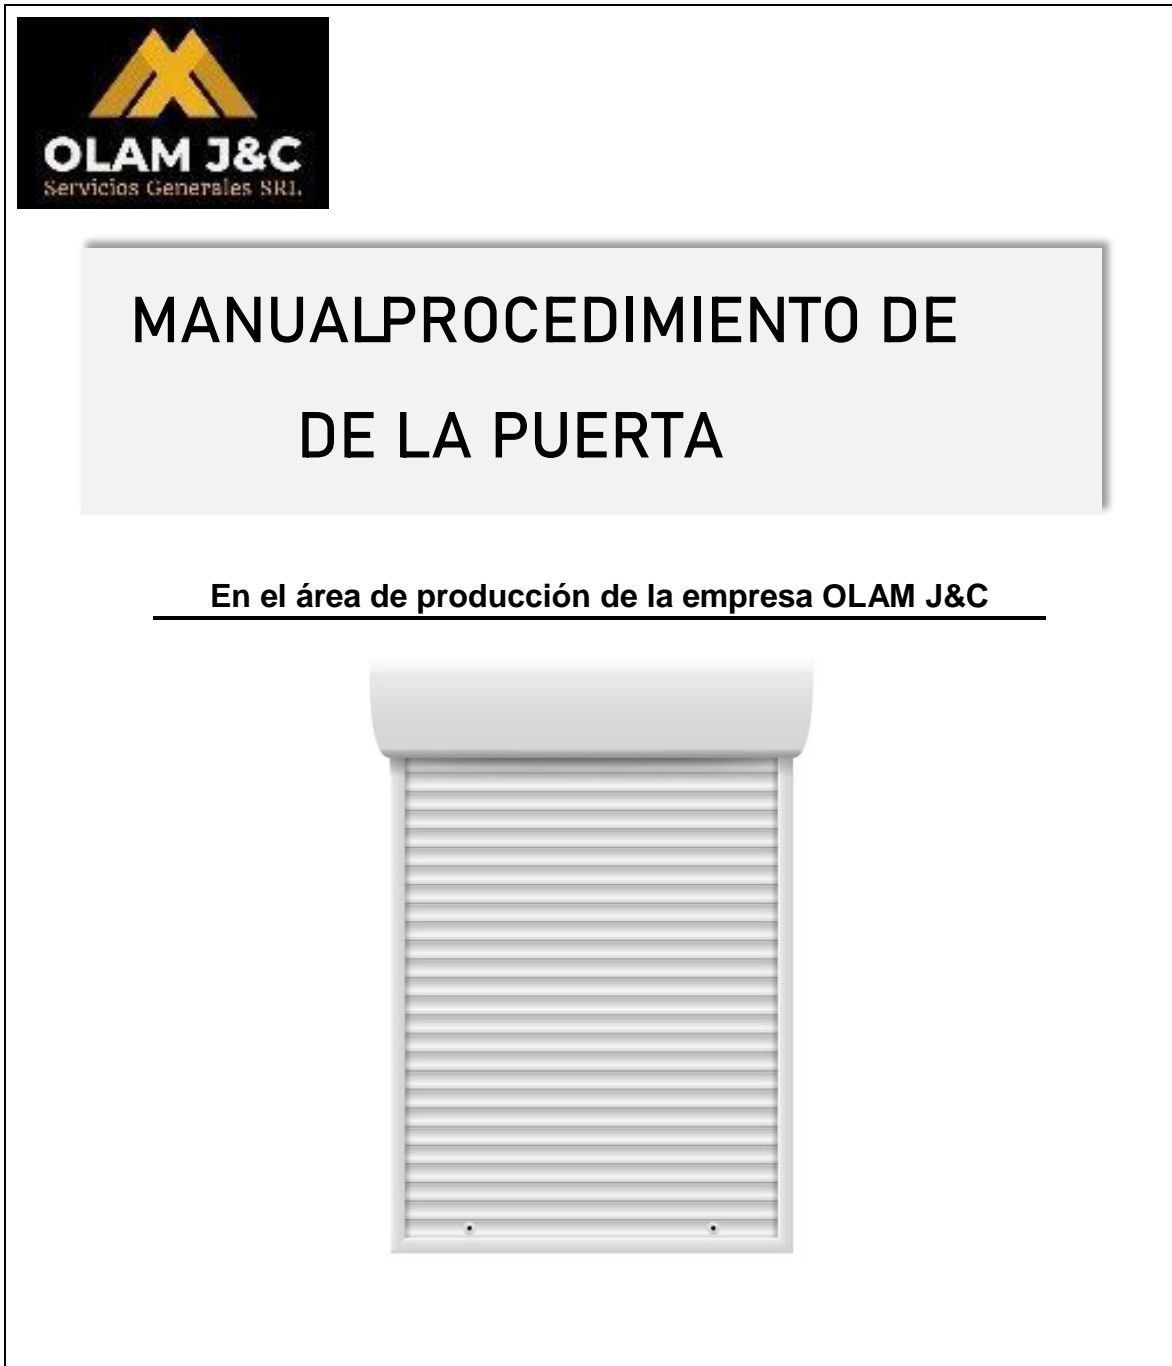 OLAM J&C
Servicios Generales SRL
MANUALPROCEDIMIENTO DE
DE LA PUERTA
En el área de producción de la empresa OLAM J&C